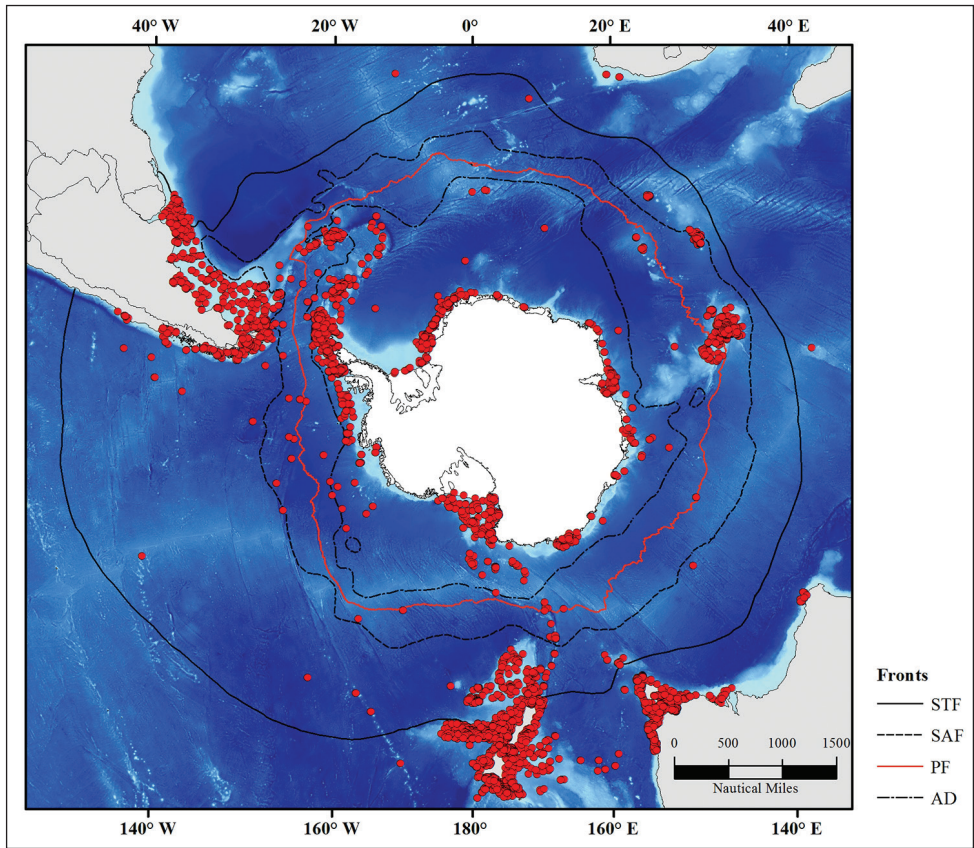 40° W 20° W 0° 20° E 40° E
Fronts
STF
SAF
PF
AD
0 500 1000 1500
Nautical Miles
140° W 160° W 180° 160° E 140° E